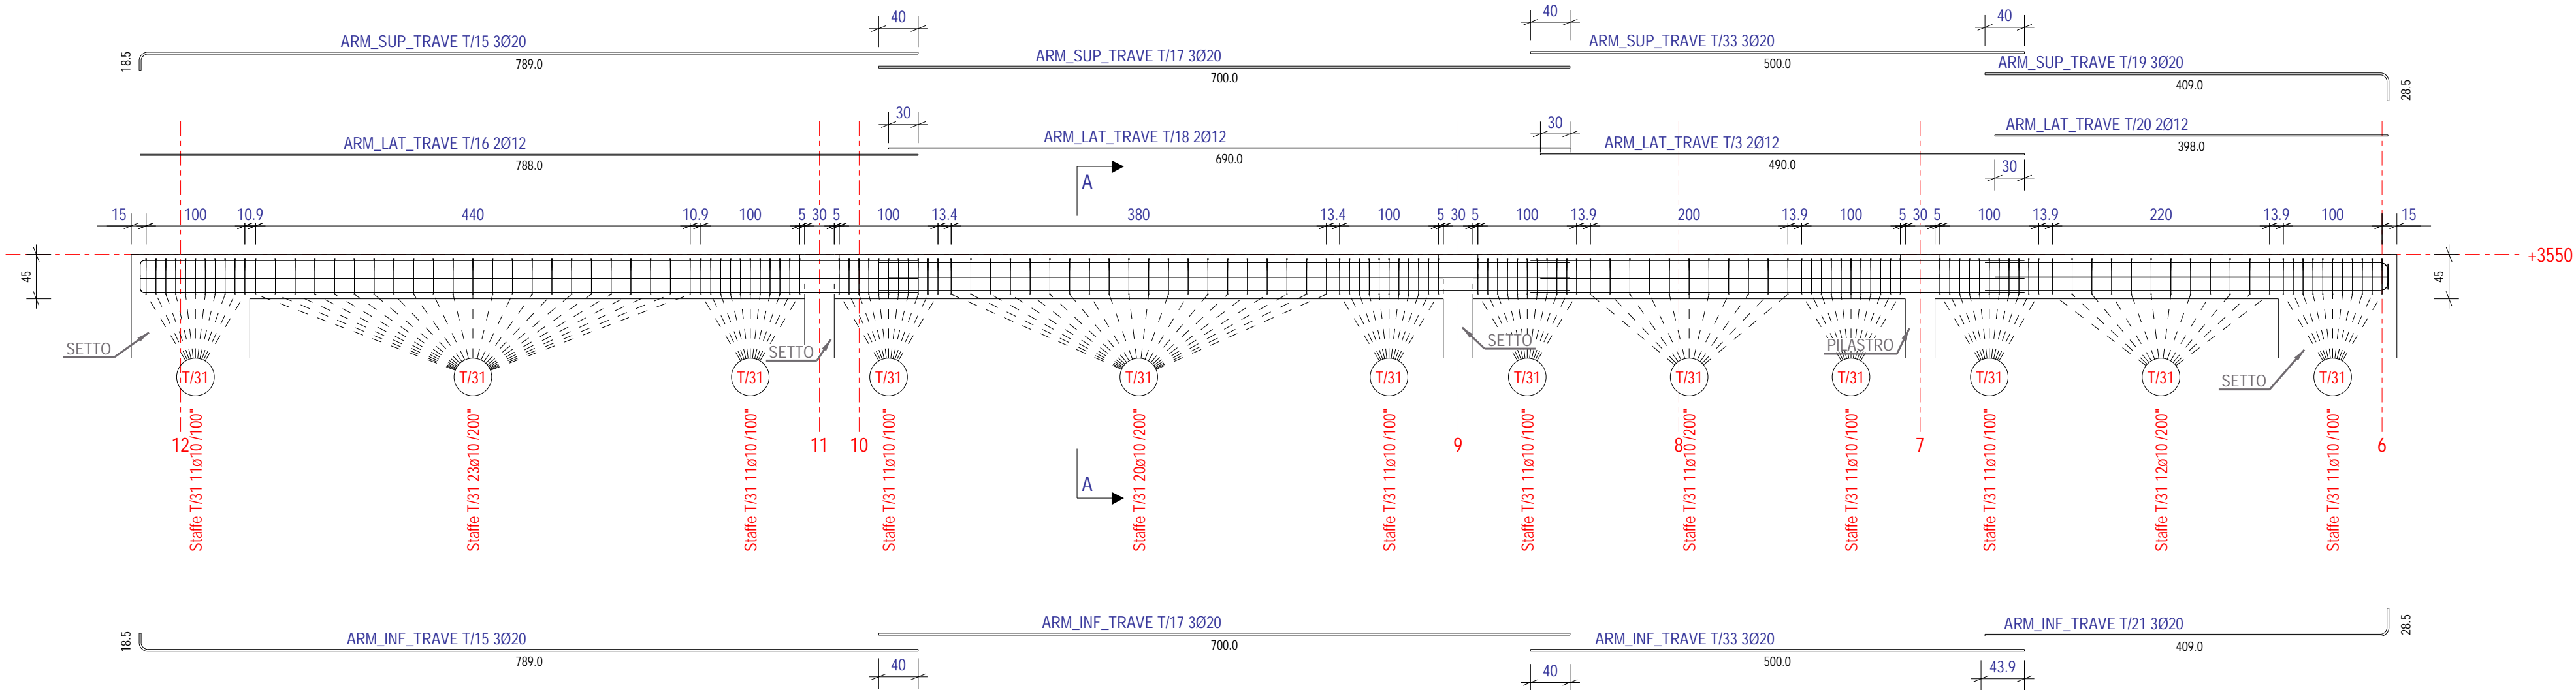 40
40
40
18.5
ARM_SUP_TRAVE T/15 3Ø20
789.0
ARM_SUP_TRAVE T/17 3Ø20
700.0
ARM_SUP_TRAVE T/33 3Ø20
500.0
ARM_SUP_TRAVE T/19 3Ø20
409.0
28.5
30
30
ARM_LAT_TRAVE T/16 2Ø12
788.0
ARM_LAT_TRAVE T/18 2Ø12
690.0
ARM_LAT_TRAVE T/3 2Ø12
490.0
ARM_LAT_TRAVE T/20 2Ø12
398.0
30
A
15 100 10.9 440 10.9 100 5 30 5 100 13.4 380 13.4 100 5 30 5 100 13.9 200 13.9 100 5 30 5 100 13.9 220 13.9 100 15
45
45
+3550
SETTO
SETTO
SETTO
PILASTRO
SETTO
T/31 T/31 T/31 T/31 T/31 T/31 T/31 T/31 T/31 T/31 T/31 T/31
12 11 10 9 8 7 6
Staffe T/31 11ø10 /100"
Staffe T/31 23ø10 /200"
Staffe T/31 11ø10 /100"
Staffe T/31 11ø10 /100"
Staffe T/31 20ø10 /200"
Staffe T/31 11ø10 /100"
Staffe T/31 11ø10 /100"
Staffe T/31 11ø10 /200"
Staffe T/31 11ø10 /100"
Staffe T/31 11ø10 /100"
Staffe T/31 12ø10 /200"
Staffe T/31 11ø10 /100"
A
18.5
ARM_INF_TRAVE T/15 3Ø20
789.0
ARM_INF_TRAVE T/17 3Ø20
700.0
ARM_INF_TRAVE T/33 3Ø20
500.0
ARM_INF_TRAVE T/21 3Ø20
409.0
28.5
40
40
43.9